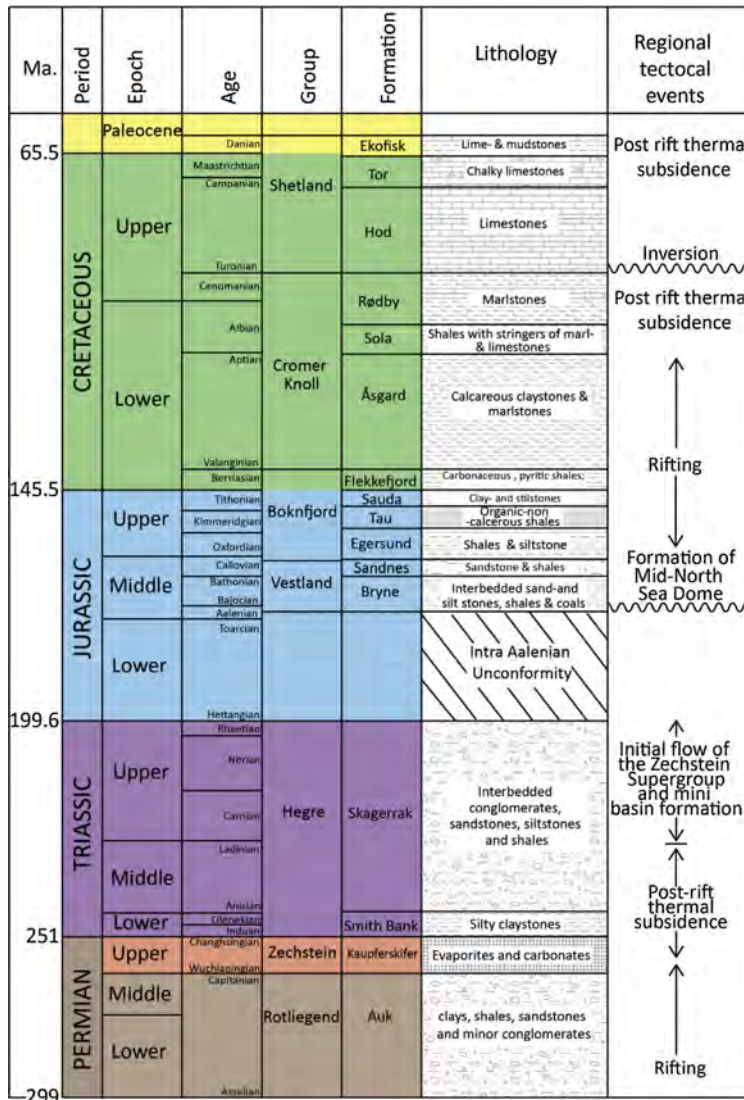 Ma.
Period
Epoch
Age
Group
Formation
Lithology
Regional
tectocal
events
Paleocene
Danian
Ekofisk
Lime- & mudstones
Post rift thermal
subsidence
65.5
CRETACEOUS
Upper
Maastrichtian
Campanian
Turonian
Cenomanian
Shetland
Tor
Chalky limestones
Hod
Limestones
Inversion
Lower
Albian
Aptian
Valanginian
Berriasian
Cromer
Knoll
Rødby
Marlstones
Post rift thermal
subsidence
Sola
Shales with stringers of marl-
& limestones
Åsgard
Calcareous claystones &
marlstones
Rifting
Flekkefjord
Carbonaceous , pyritic shales;
145.5
JURASSIC
Upper
Tithonian
Kimmeridgian
Oxfordian
Boknfjord
Sauda
Clay- and stilstones
Tau
Organic-non
-calcerous shales
Egersund
Shales & siltstone
Middle
Callovian
Bathonian
Bajocian
Aalenian
Vestland
Sandnes
Sandstone & shales
Bryne
Interbedded sand-and
silt stones, shales & coals
Formation of
Mid-North
Sea Dome
Lower
Toarcian
Hettangian
Intra Aalenian
Unconformity
199.6
TRIASSIC
Upper
Rhaetian
Norian
Carnian
Middle
Ladinian
Anisian
Lower
Olenekian
Induan
Hegre
Skagerrak
Interbedded
conglomerates,
sandstones, siltstones
and shales
Initial flow of
the Zechstein
Supergroup
and mini
basin formation
Post-rift
thermal
subsidence
Smith Bank
Silty claystones
251
PERMIAN
Upper
Changhsingian
Wuchiapingian
Zechstein
Kaupferskifer
Evaporites and carbonates
Middle
Capitanian
Lower
Asselian
Rotliegend
Auk
clays, shales, sandstones
and minor conglomerates
Rifting
299